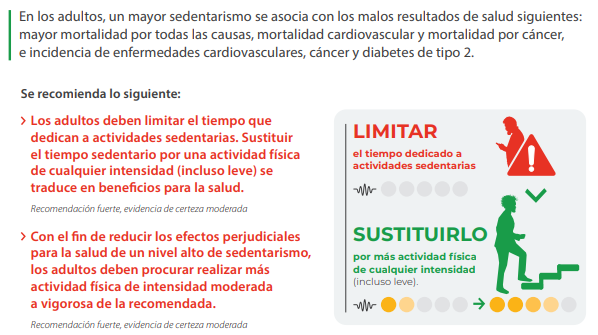 En los adultos, un mayor sedentarismo se asocia con los malos resultados de salud siguientes:
mayor mortalidad por todas las causas, mortalidad cardiovascular y mortalidad por cáncer,
e incidencia de enfermedades cardiovasculares, cáncer y diabetes de tipo 2.
Se recomienda lo siguiente:
› Los adultos deben limitar el tiempo que
dedican a actividades sedentarias. Sustituir
el tiempo sedentario por una actividad física
de cualquier intensidad (incluso leve) se
traduce en beneficios para la salud.
Recomendación fuerte, evidencia de certeza moderada
› Con el fin de reducir los efectos perjudiciales
para la salud de un nivel alto de sedentarismo,
los adultos deben procurar realizar más
actividad física de intensidad moderada
a vigorosa de la recomendada.
Recomendación fuerte, evidencia de certeza moderada
LIMITAR
el tiempo dedicado a
actividades sedentarias
SUSTITUIRLO
por más actividad física
de cualquier intensidad
(incluso leve).